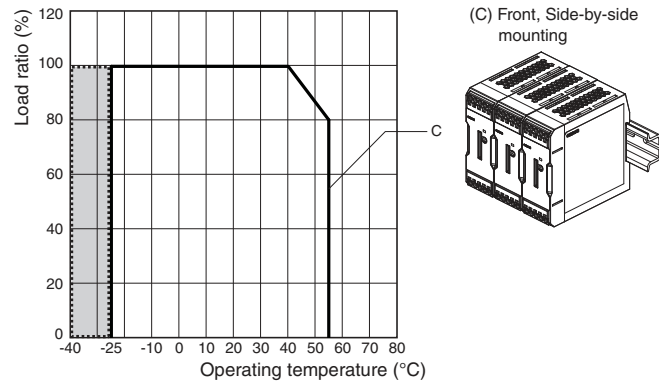 120
100
80
60
40
20
0
Load ratio (%)
-40 -25 -10 0 10 20 30 40 50 60 70 80
Operating temperature (°C)
C
(C) Front, Side-by-side
mounting